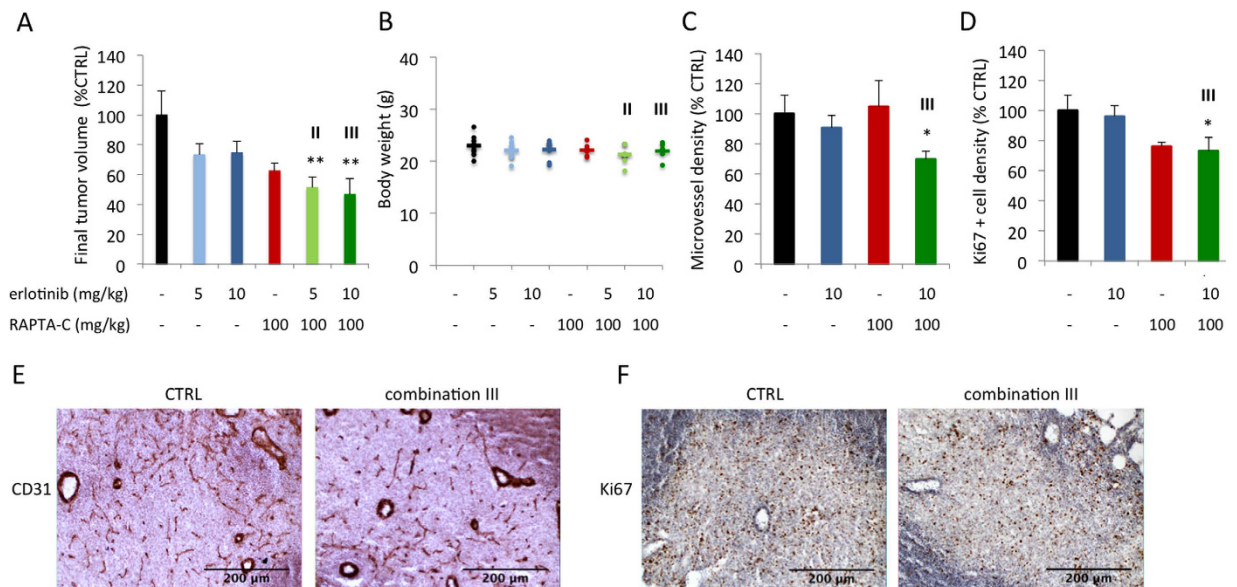 A
Final tumor volume (%CTRL)
120
100
80
60
40
20
0
II III
** **
erlotinib (mg/kg) - 5 10 - 5 10
RAPTA-C (mg/kg) - - - 100 100 100
B
Body weight (g)
40
30
20
10
0
II III
- 5 10 - 5 10
- - - 100 100 100
C
Microvessel density (% CTRL)
140
120
100
80
60
40
20
0
III
*
- 10 - 10
- - 100 100
D
Ki67 + cell density (% CTRL)
140
120
100
80
60
40
20
0
III
*
- 10 - 10
- - 100 100
E
CTRL combination III
CD31
200 µm 200 µm
F
CTRL combination III
Ki67
200 µm 200 µm